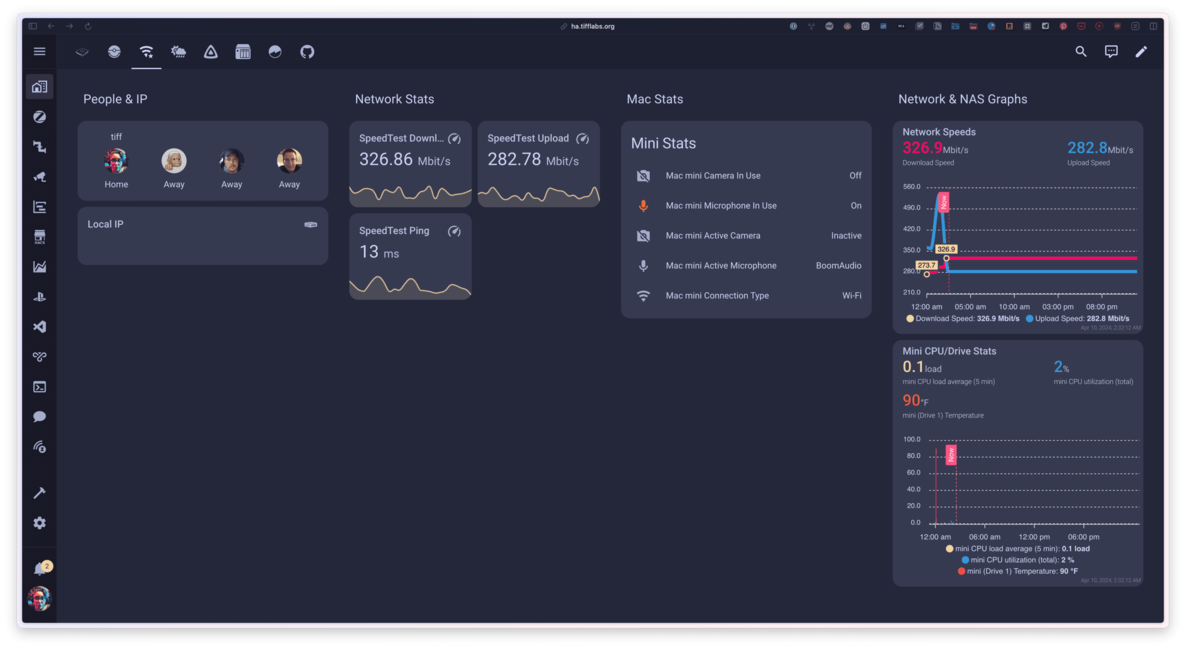 ha.tifflabs.org
People & IP
tiff
Home
Away
Away
Away
Local IP
Network Stats
SpeedTest Downl...
326.86 Mbit/s
SpeedTest Upload
282.78 Mbit/s
SpeedTest Ping
13 ms
Mac Stats
Mini Stats
Mac mini Camera In Use Off
Mac mini Microphone In Use On
Mac mini Active Camera Inactive
Mac mini Active Microphone BoomAudio
Mac mini Connection Type Wi-Fi
Network & NAS Graphs
Network Speeds
326.9Mbit/s 282.8Mbit/s
Download Speed Upload Speed
560.0
490.0
Now
420.0
350.0
326.9
273.7
280.0
210.0
12:00 am 05:00 am 10:00 am 03:00 pm 08:00 pm
Download Speed: 326.9 Mbit/s Upload Speed: 282.8 Mbit/s
Apr 10, 2024, 2:32:12 AM
Mini CPU/Drive Stats
0.1load 2%
mini CPU load average (5 min) mini CPU utilization (total)
90°F
mini (Drive 1) Temperature
100.0
80.0
Now
60.0
40.0
20.0
0.0
12:00 am 06:00 am 12:00 pm 06:00 pm
mini CPU load average (5 min): 0.1 load
mini CPU utilization (total): 2 %
mini (Drive 1) Temperature: 90 °F
Apr 10, 2024, 2:32:12 AM
2